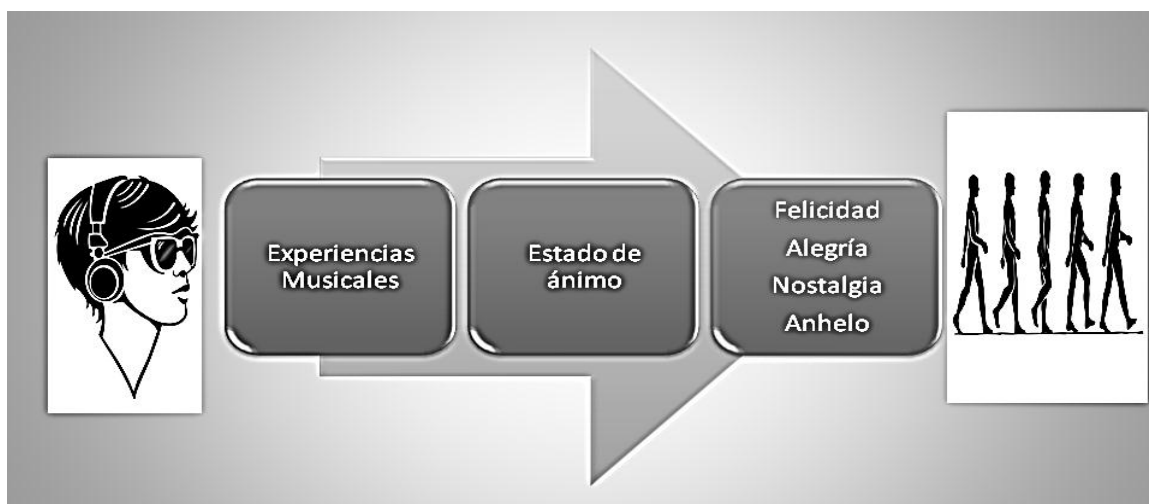 Experiencias
Musicales
Estado de
ánimo
Felicidad
Alegría
Nostalgia
Anhelo